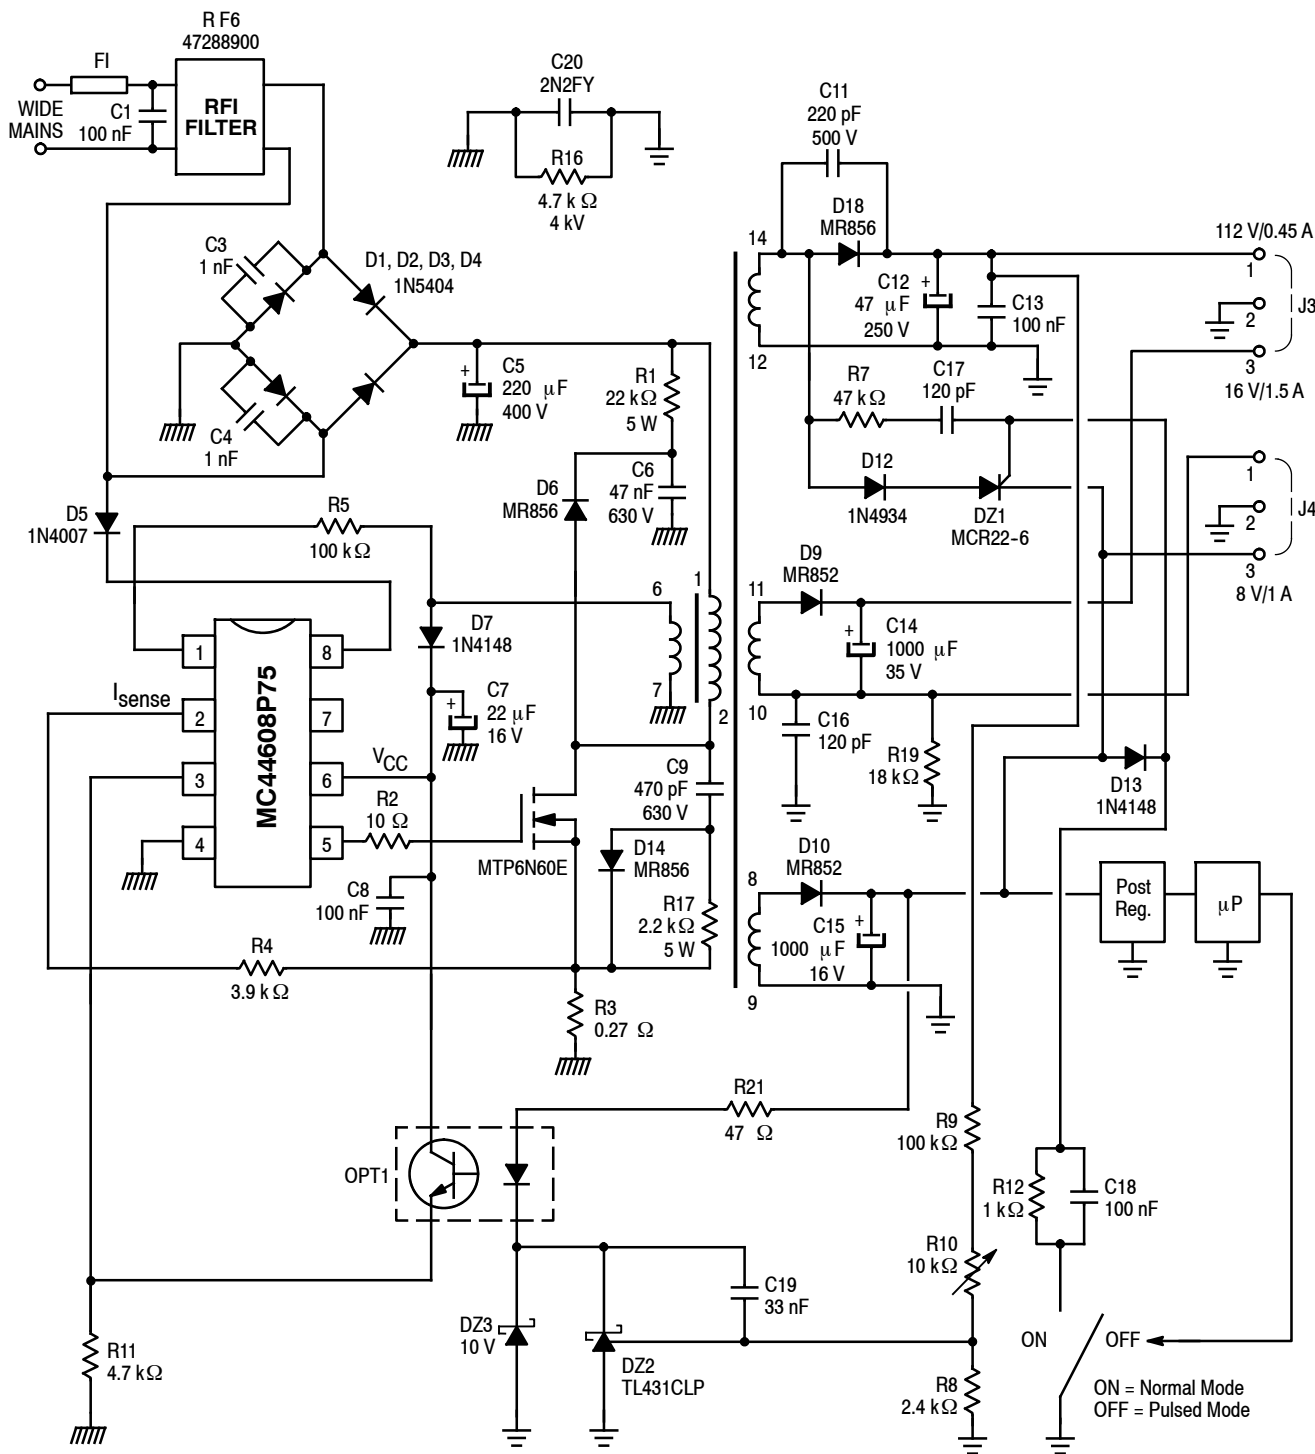 R F6
47288900
FI
WIDE
MAINS
C1
100 nF
RFI
FILTER
C20
2N2FY
R16
4.7 k Ω
4 kV
C11
220 pF
500 V
D18
MR856
14
12
C12
47 μF
250 V
+
C13
100 nF
112 V/0.45 A
1
2
3
J3
16 V/1.5 A
C3
1 nF
D1, D2, D3, D4
1N5404
C4
1 nF
+
C5
220 μF
400 V
R1
22 kΩ
5 W
R7
47 kΩ
C17
120 pF
D12
1N4934
DZ1
MCR22-6
1
2
3
J4
8 V/1 A
D6
MR856
C6
47 nF
630 V
D5
1N4007
R5
100 kΩ
D7
1N4148
6
7
1
2
11
10
D9
MR852
+
C14
1000 μF
35 V
C16
120 pF
R19
18 kΩ
D13
1N4148
MC44608P75
1
2
3
4
8
7
6
5
Isense
VCC
+
C7
22 μF
16 V
R2
10 Ω
MTP6N60E
C9
470 pF
630 V
D14
MR856
R17
2.2 kΩ
5 W
C8
100 nF
R4
3.9 kΩ
R3
0.27 Ω
8
9
D10
MR852
C15
1000 μF
16 V
+
Post
Reg.
μP
R21
47 Ω
OPT1
R9
100 kΩ
R12
1 kΩ
C18
100 nF
R10
10 kΩ
C19
33 nF
DZ3
10 V
DZ2
TL431CLP
R8
2.4 kΩ
R11
4.7 kΩ
ON
OFF
ON = Normal Mode
OFF = Pulsed Mode